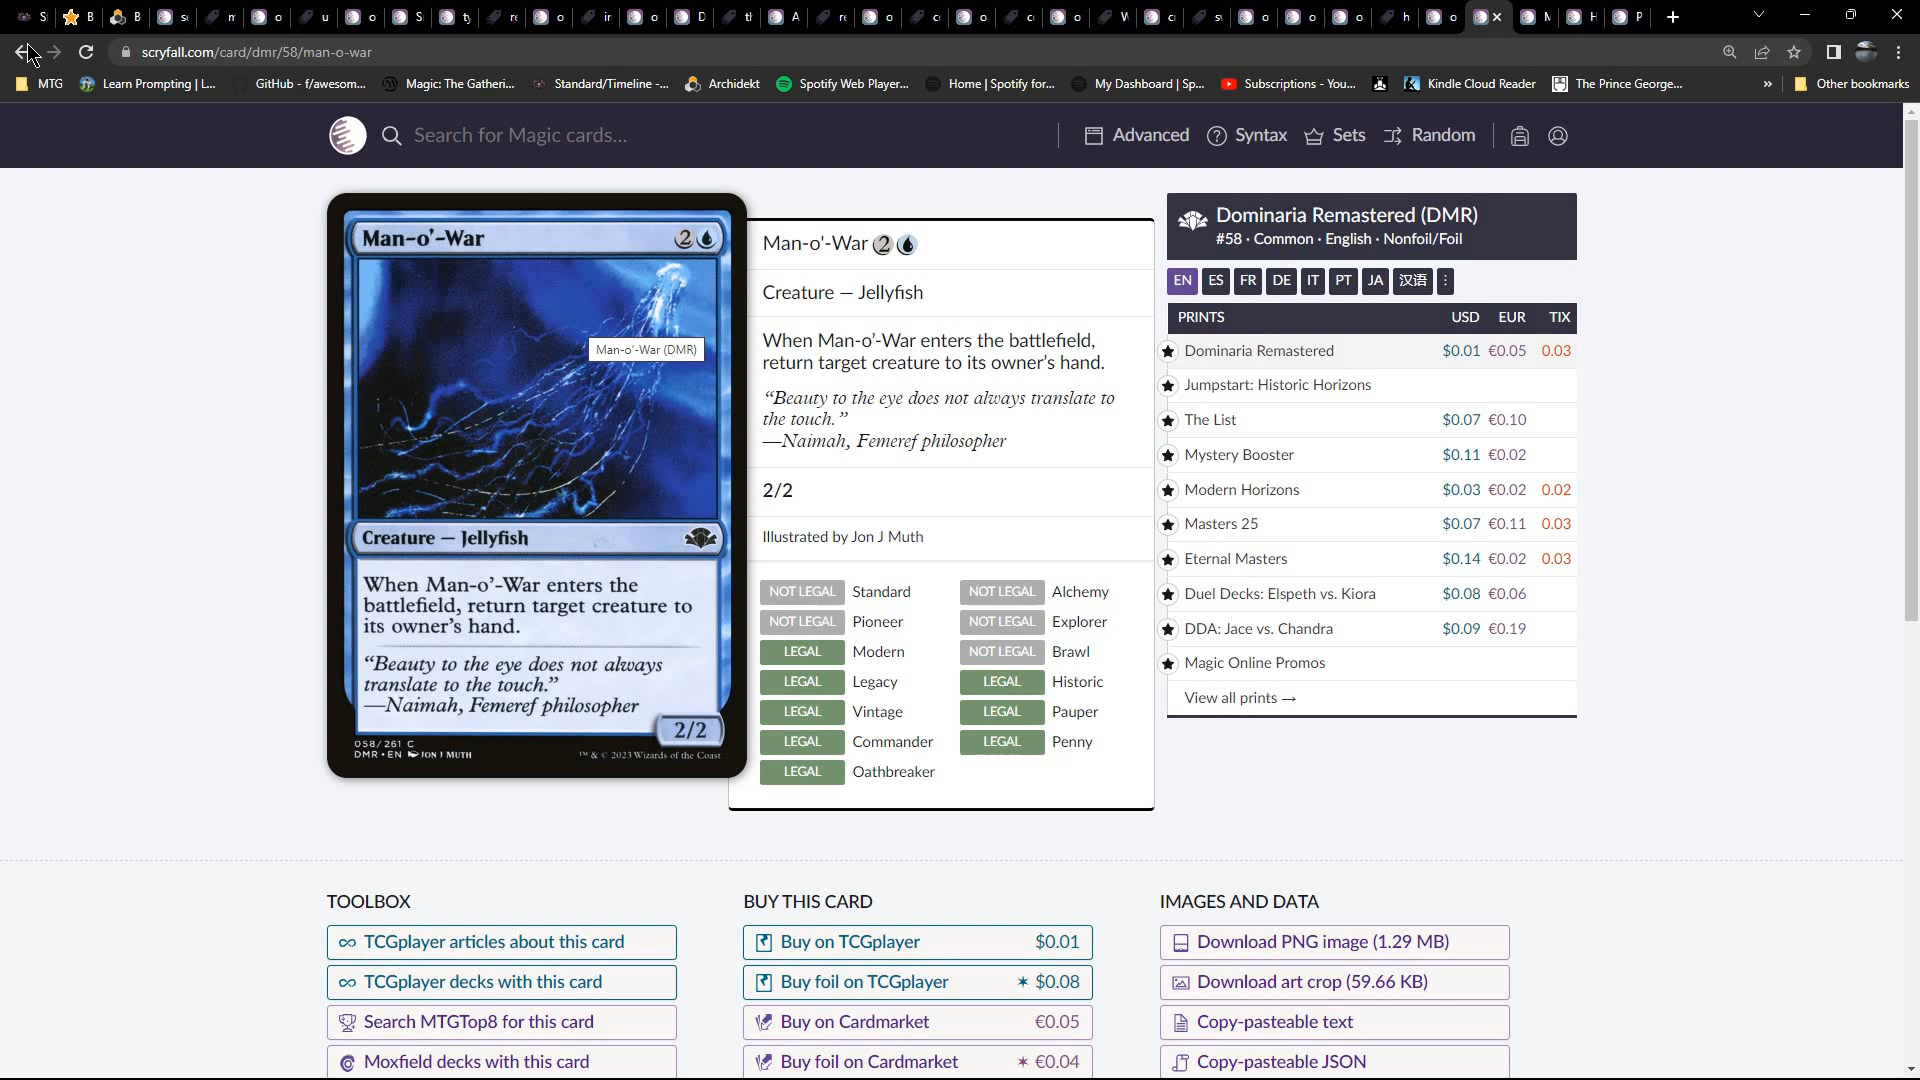 scryfall.com/card/dmr/58/man-o-war
MTG
Learn Prompting | L...
GitHub - f/awesom...
Magic: The Gatheri...
Standard/Timeline -...
Archidekt
Spotify Web Player...
Home | Spotify for...
My Dashboard | Sp...
Subscriptions - You...
Kindle Cloud Reader
The Prince George...
»
Other bookmarks
Search for Magic cards...
Advanced
Syntax
Sets
Random
Man-o'-War 2
Creature — Jellyfish
When Man-o'-War enters the
battlefield, return target creature to
its owner's hand.
“Beauty to the eye does not always
translate to the touch.”
—Naimah, Femeref philosopher
2/2
058/261 C
DMR • EN JON J MUTH
™ & © 2023 Wizards of the Coast
Man-o'-War (DMR)
Man-o'-War 2
Creature — Jellyfish
When Man-o'-War enters the battlefield,
return target creature to its owner's hand.
“Beauty to the eye does not always translate to
the touch.”
—Naimah, Femeref philosopher
2/2
Illustrated by Jon J Muth
NOT LEGAL Standard NOT LEGAL Alchemy
NOT LEGAL Pioneer NOT LEGAL Explorer
LEGAL Modern NOT LEGAL Brawl
LEGAL Legacy LEGAL Historic
LEGAL Vintage LEGAL Pauper
LEGAL Commander LEGAL Penny
LEGAL Oathbreaker
Dominaria Remastered (DMR)
#58 · Common · English · Nonfoil/Foil
EN ES FR DE IT PT JA 汉语
PRINTS USD EUR TIX
Dominaria Remastered $0.01 €0.05 0.03
Jumpstart: Historic Horizons
The List $0.07 €0.10
Mystery Booster $0.11 €0.02
Modern Horizons $0.03 €0.02 0.02
Masters 25 $0.07 €0.11 0.03
Eternal Masters $0.14 €0.02 0.03
Duel Decks: Elspeth vs. Kiora $0.08 €0.06
DDA: Jace vs. Chandra $0.09 €0.19
Magic Online Promos
View all prints →
TOOLBOX
TCGplayer articles about this card
TCGplayer decks with this card
Search MTGTop8 for this card
Moxfield decks with this card
BUY THIS CARD
Buy on TCGplayer $0.01
Buy foil on TCGplayer $0.08
Buy on Cardmarket €0.05
Buy foil on Cardmarket €0.04
IMAGES AND DATA
Download PNG image (1.29 MB)
Download art crop (59.66 KB)
Copy-pasteable text
Copy-pasteable JSON